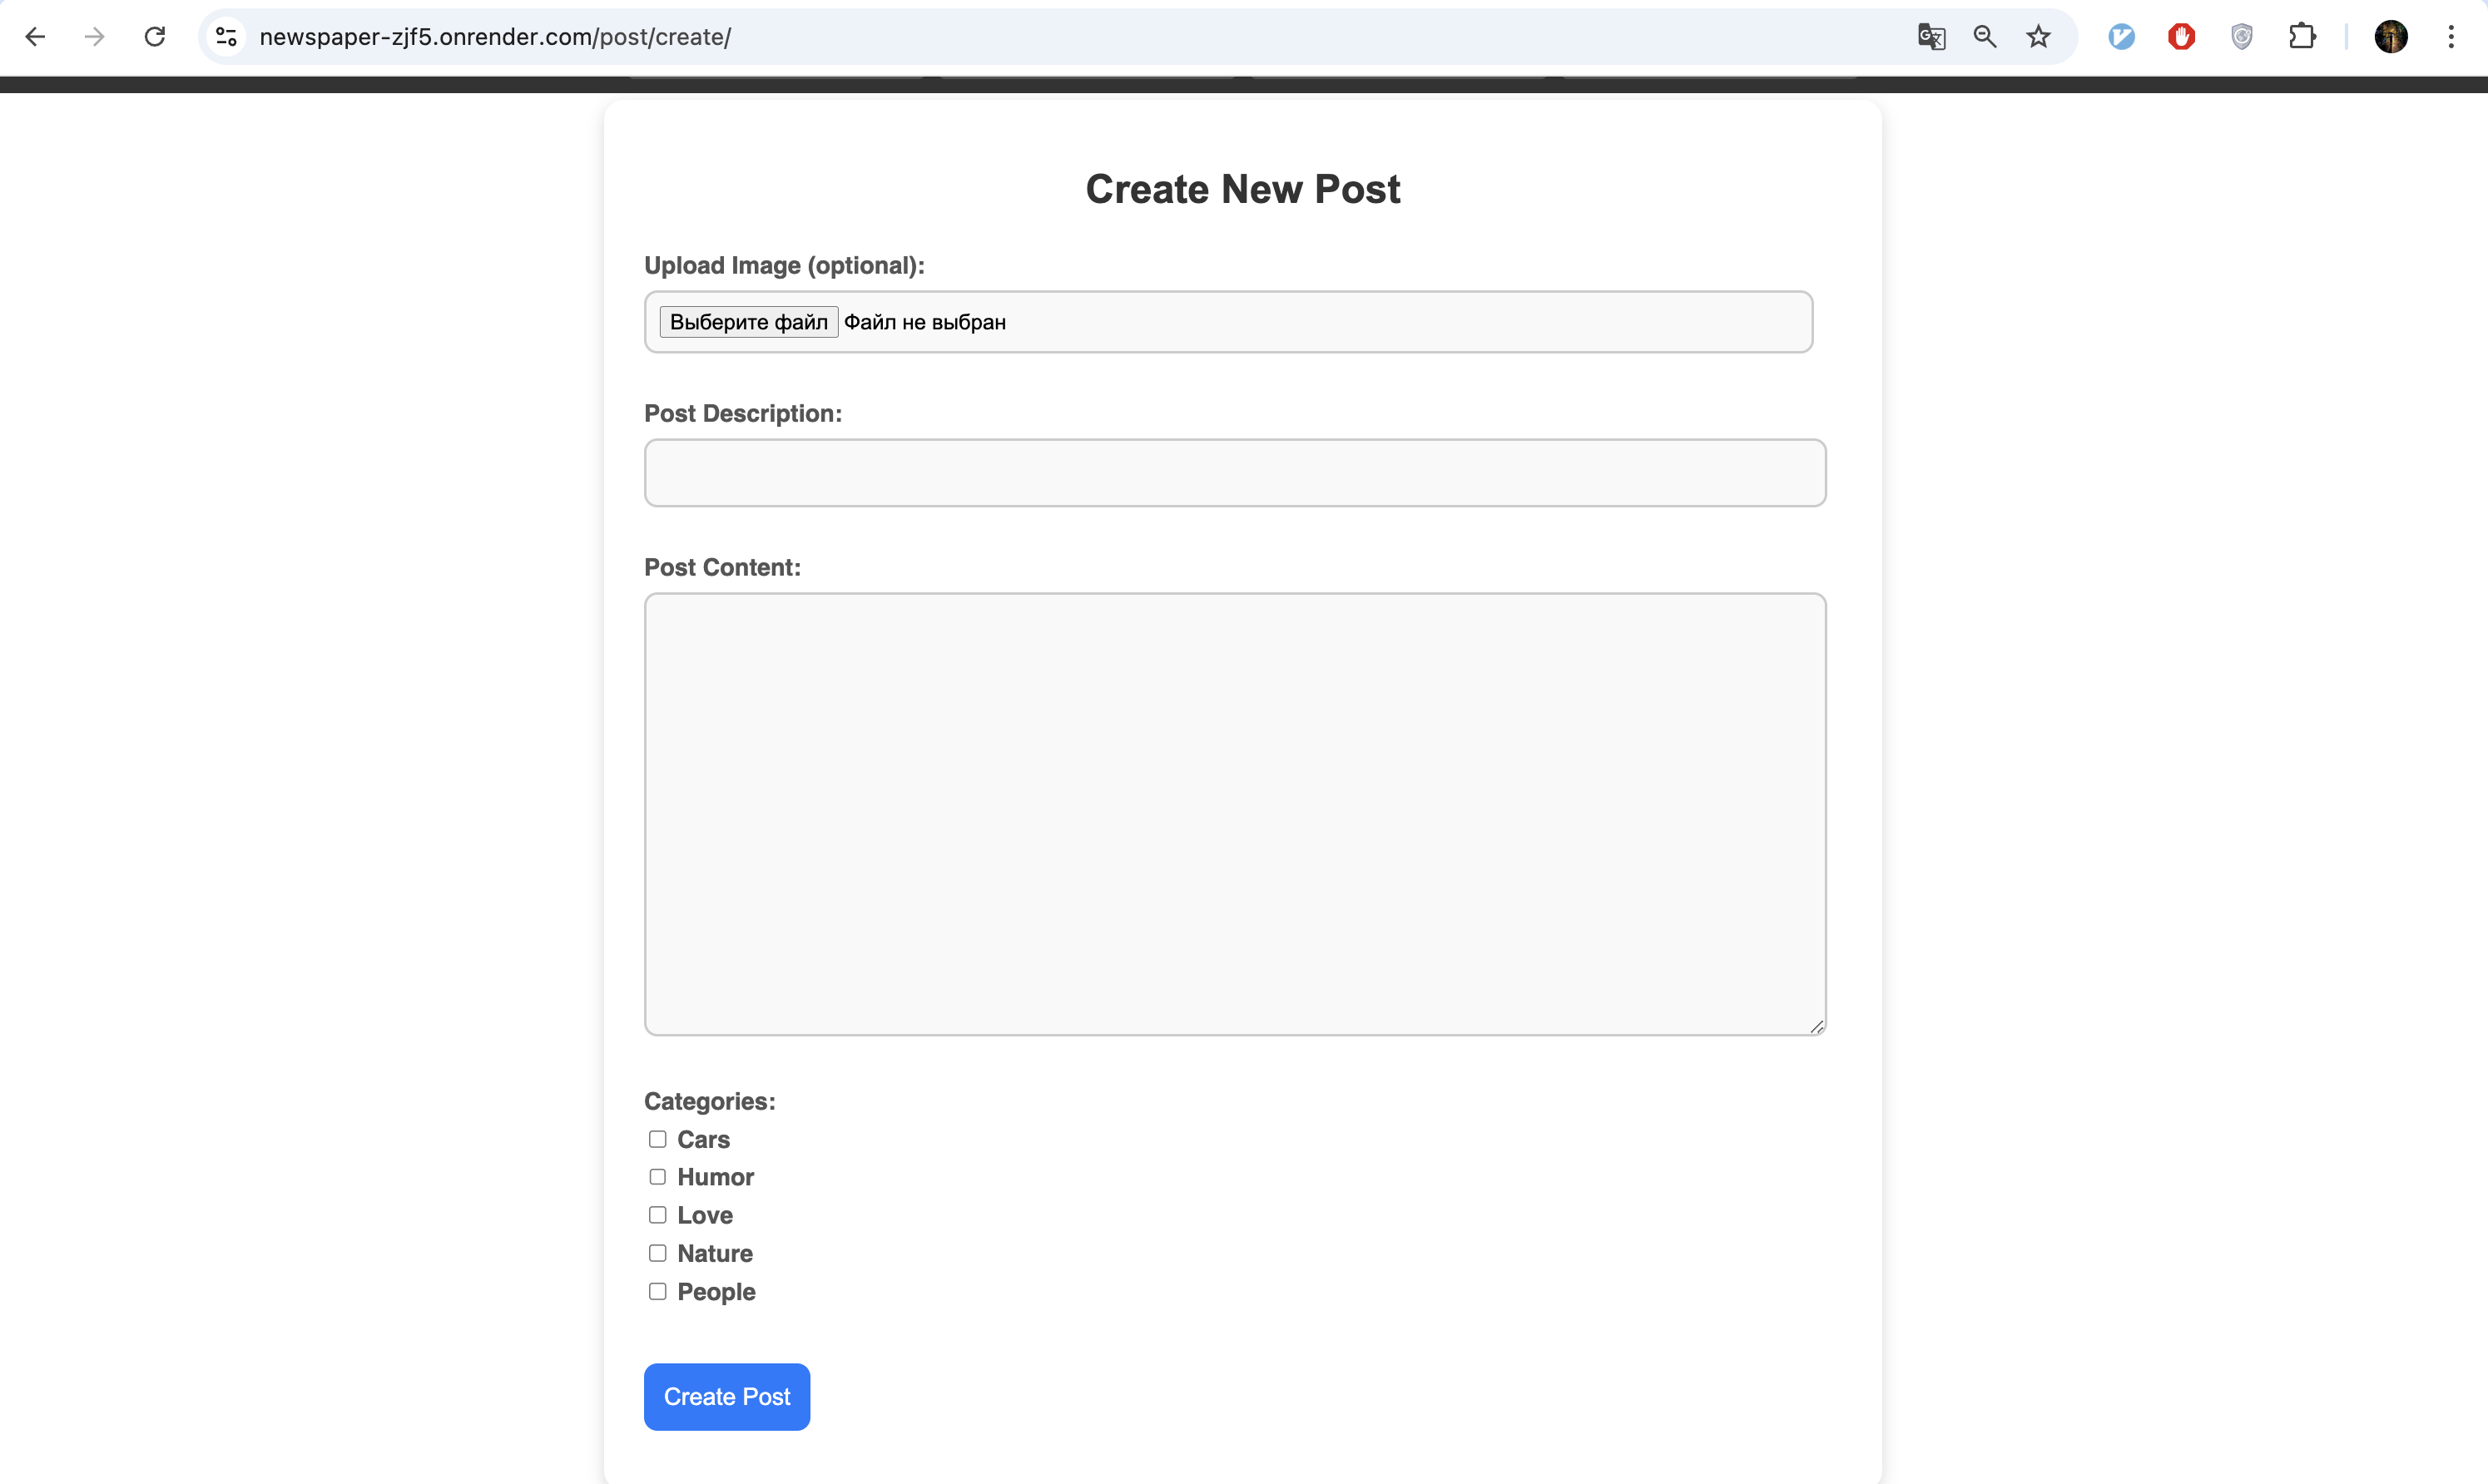 newspaper-zjf5.onrender.com/post/create/
Create New Post
Upload Image (optional):
Выберите файл Файл не выбран
Post Description:
Post Content:
Categories:
Cars
Humor
Love
Nature
People
Create Post